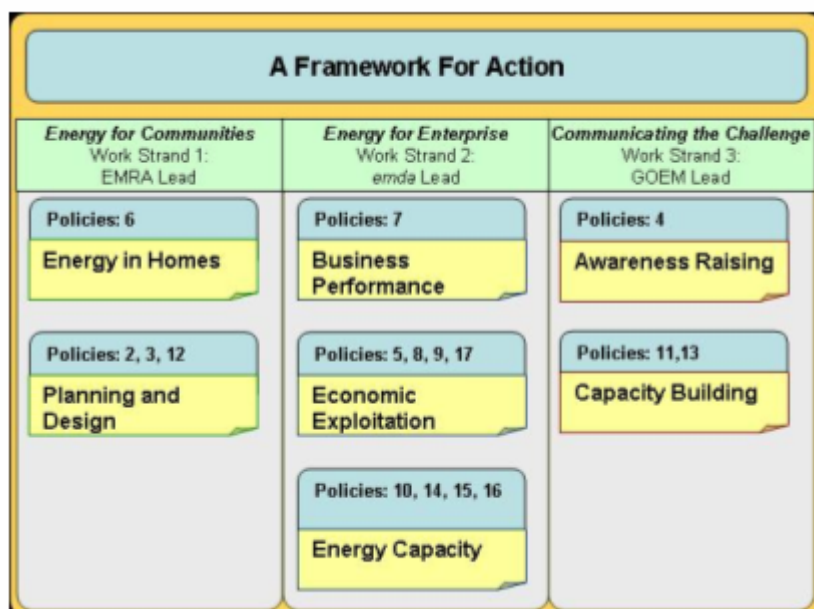 A Framework For Action
Energy for Communities
Work Strand 1:
EMRA Lead
Energy for Enterprise
Work Strand 2:
emda Lead
Communicating the Challenge
Work Strand 3:
GOEM Lead
Policies: 6
Energy in Homes
Policies: 2, 3, 12
Planning and
Design
Policies: 7
Business
Performance
Policies: 5, 8, 9, 17
Economic
Exploitation
Policies: 10, 14, 15, 16
Energy Capacity
Policies: 4
Awareness Raising
Policies: 11,13
Capacity Building